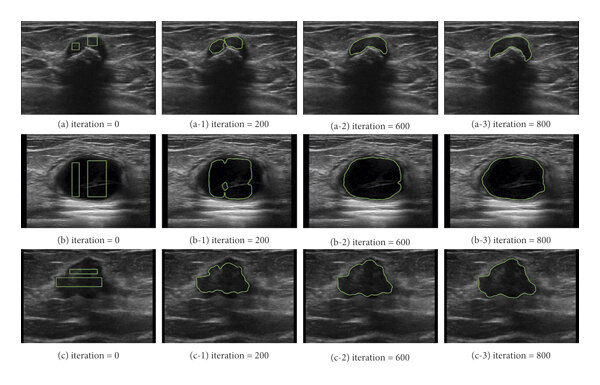 (a) iteration = 0 (a-1) iteration = 200 (a-2) iteration = 600 (a-3) iteration = 800
(b) iteration = 0 (b-1) iteration = 200 (b-2) iteration = 600 (b-3) iteration = 800
(c) iteration = 0 (c-1) iteration = 200 (c-2) iteration = 600 (c-3) iteration = 800